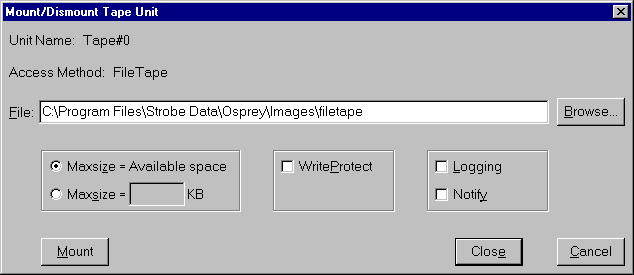 Mount/Dismount Tape Unit
Unit Name: Tape#0
Access Method: FileTape
File: C:\Program Files\Strobe Data\Osprey\Images\filetape Browse...
Maxsize = Available space WriteProtect Logging
Maxsize = KB Notify
Mount Close Cancel